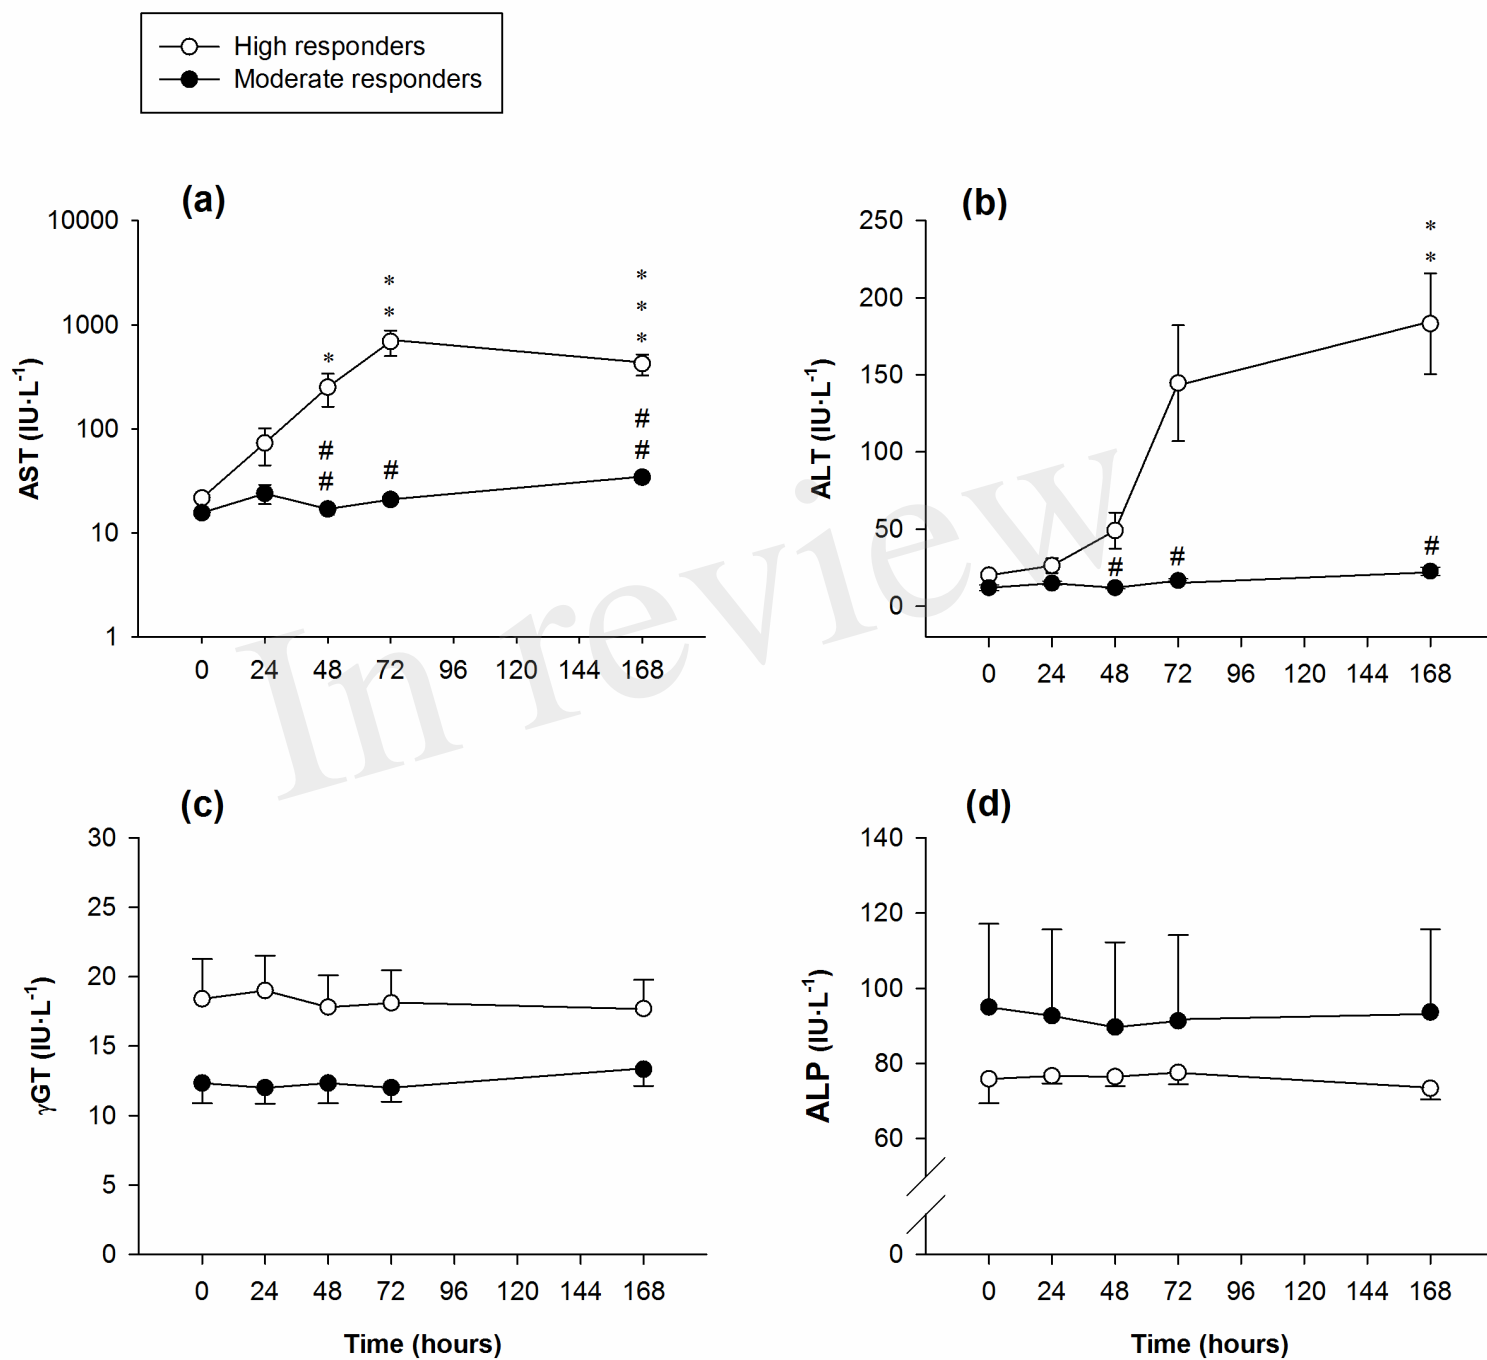 High responders
Moderate responders
(a)
10000
1000
100
10
1
AST (IU·L-1)
*
* *
* * *
# #
#
# #
0 24 48 72 96 120 144 168
(b)
250
200
150
100
50
0
ALT (IU·L-1)
* *
#
#
#
0 24 48 72 96 120 144 168
In review
(c)
30
25
20
15
10
5
0
γGT (IU·L-1)
0 24 48 72 96 120 144 168
Time (hours)
(d)
140
120
100
80
60
0
ALP (IU·L-1)
0 24 48 72 96 120 144 168
Time (hours)